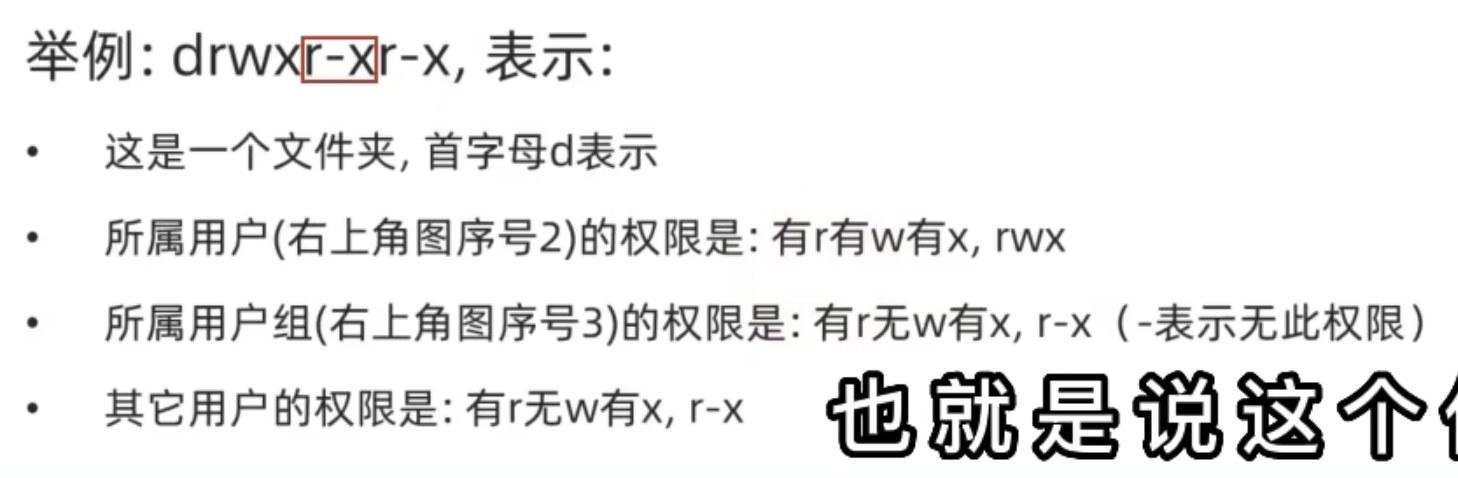 举例: drwxr-xr-x, 表示:
• 这是一个文件夹, 首字母d表示
• 所属用户(右上角图序号2)的权限是: 有r有w有x, rwx
• 所属用户组(右上角图序号3)的权限是: 有r无w有x, r-x（-表示无此权限）
• 其它用户的权限是: 有r无w有x, r-x
也就是说这个